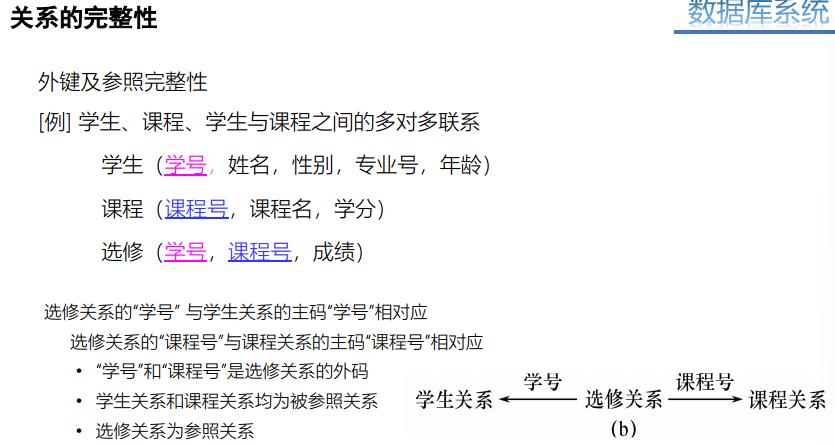 关系的完整性
数据库系统
外键及参照完整性
[例] 学生、课程、学生与课程之间的多对多联系
学生（学号，姓名，性别，专业号，年龄）
课程（课程号，课程名，学分）
选修（学号，课程号，成绩）
选修关系的“学号” 与学生关系的主码“学号”相对应
选修关系的“课程号”与课程关系的主码“课程号”相对应
• “学号”和“课程号”是选修关系的外码
• 学生关系和课程关系均为被参照关系
• 选修关系为参照关系
学号 课程号
学生关系 选修关系 课程关系
(b)